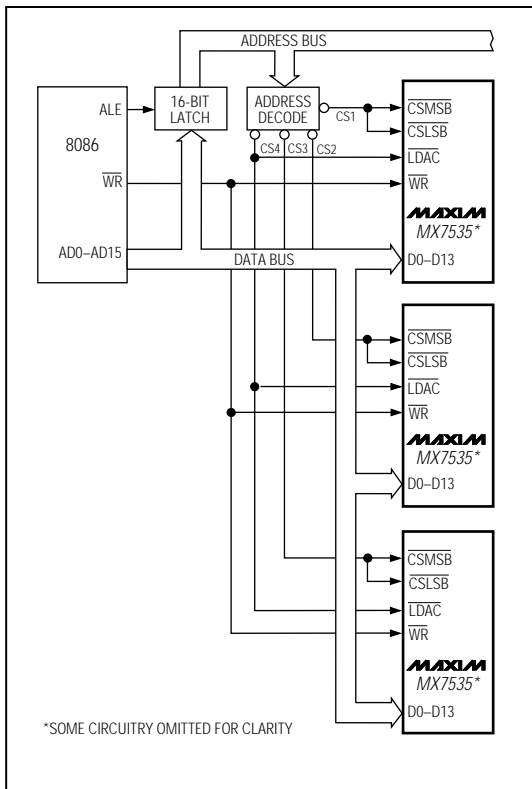 ADDRESS BUS
ALE
16-BIT
LATCH
ADDRESS
DECODE
8086
CS1
CS4
CS3
CS2
CSMSB
CSLSB
LDAC
WR
WR
MAXIM
MX7535*
AD0–AD15
DATA BUS
D0–D13
CSMSB
CSLSB
LDAC
WR
MAXIM
MX7535*
D0–D13
CSMSB
CSLSB
LDAC
WR
MAXIM
MX7535*
D0–D13
*SOME CIRCUITRY OMITTED FOR CLARITY